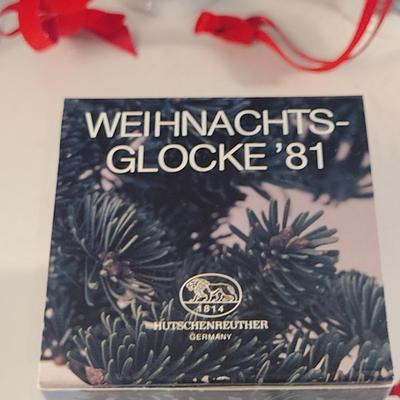 WEIHNACHTS-
GLOCKE '81
1814
HUTSCHENREUTHER
GERMANY